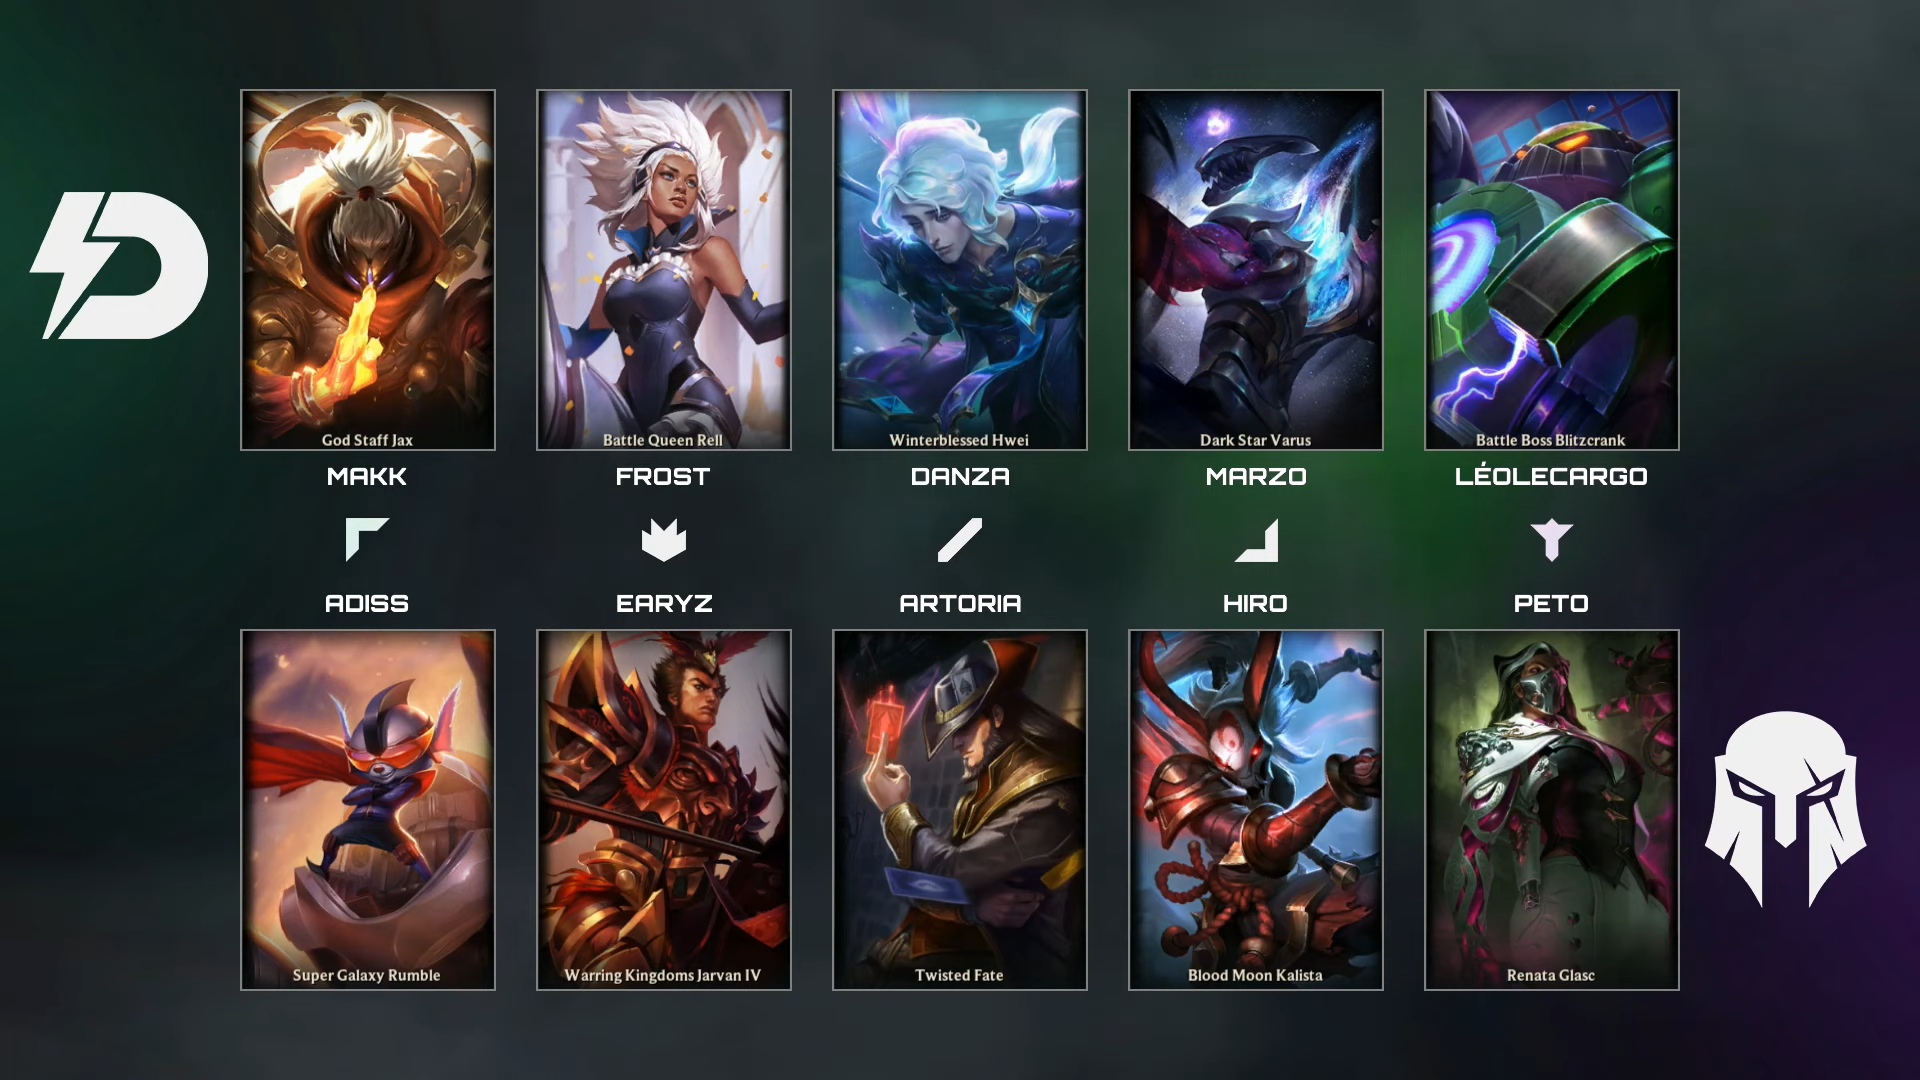 God Staff Jax
Battle Queen Rell
Winterblessed Hwei
Dark Star Varus
Battle Boss Blitzcrank
MAKK
FROST
DANZA
MARZO
LÉOLECARGO
ADISS
EARYZ
ARTORIA
HIRO
PETO
Super Galaxy Rumble
Warring Kingdoms Jarvan IV
Twisted Fate
Blood Moon Kalista
Renata Glasc